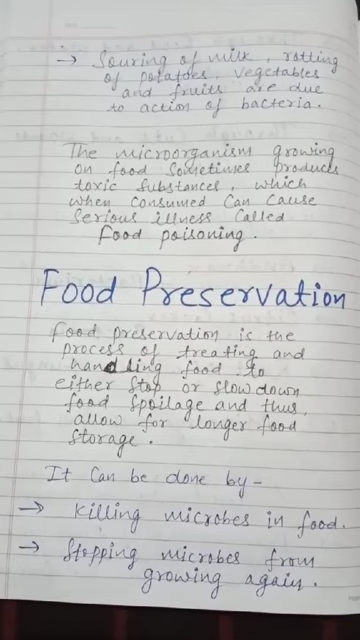 → Souring of milk, rotting
of potatoes, vegetables
and fruits are due
to action of bacteria.
The microorganism growing
on food sometimes produces
toxic substances, which
when consumed can cause
serious illness called
food poisoning.
Food Preservation
Food preservation is the
process of treating and
handling food to
either stop or slow down
food spoilage and thus,
allow for longer food
storage.
It can be done by -
→ Killing microbes in food.
→ Stopping microbes from
growing again.